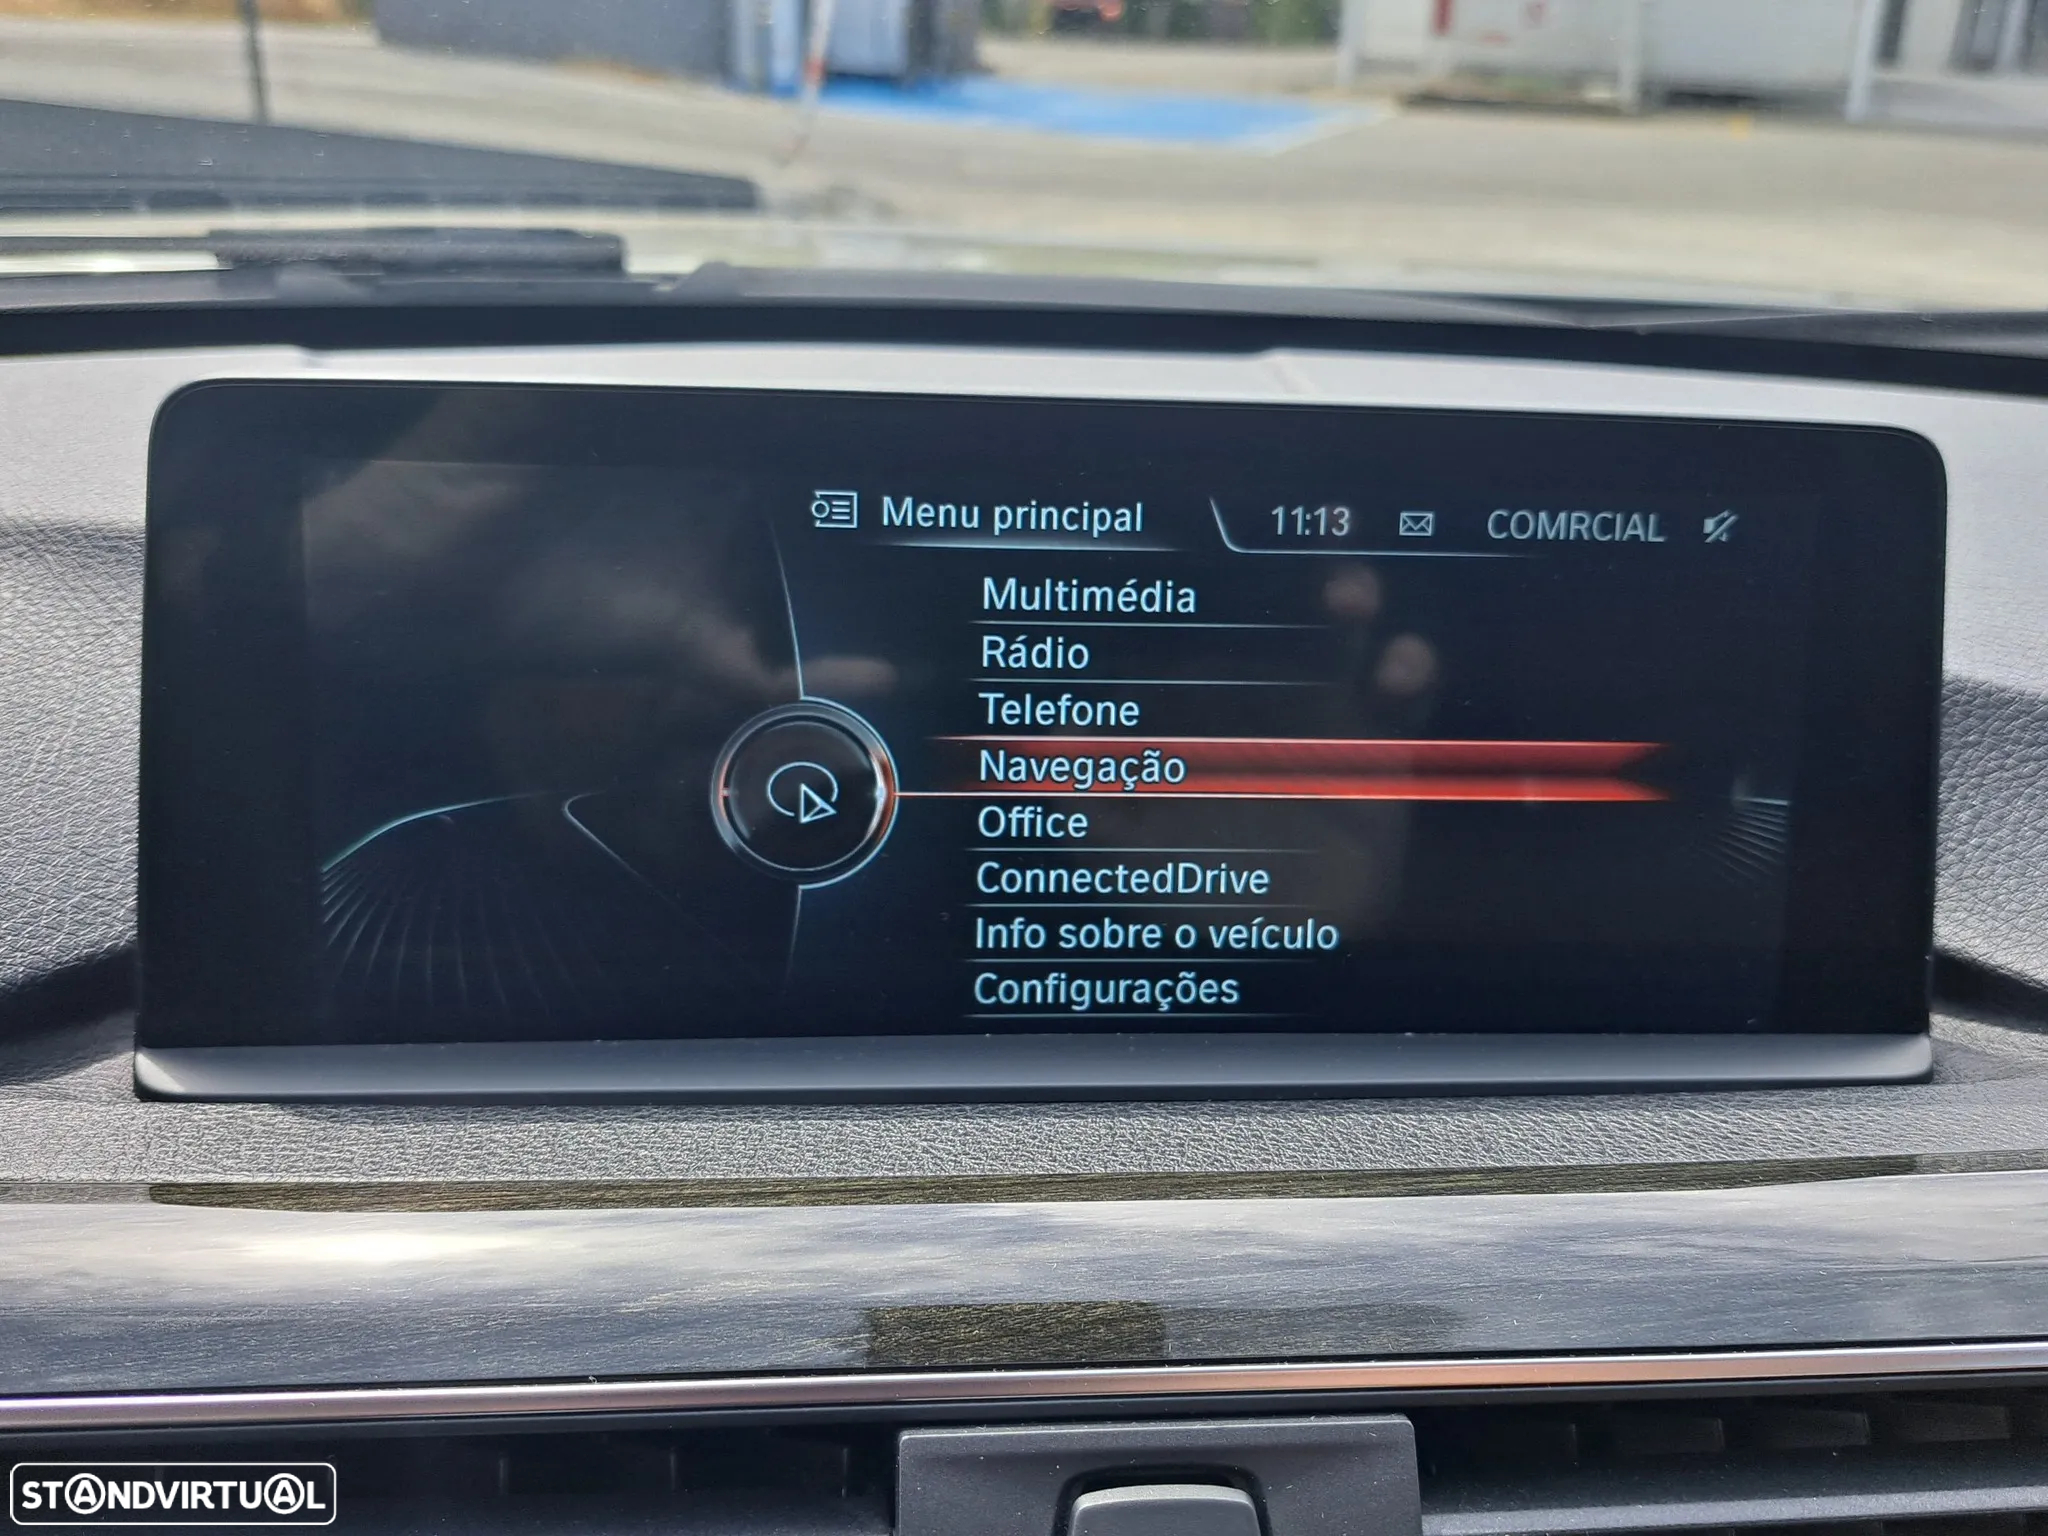 Menu principal
11:13
COMRCIAL
Multimédia
Rádio
Telefone
Navegação
Office
ConnectedDrive
Info sobre o veículo
Configurações
STANDVIRTUAL